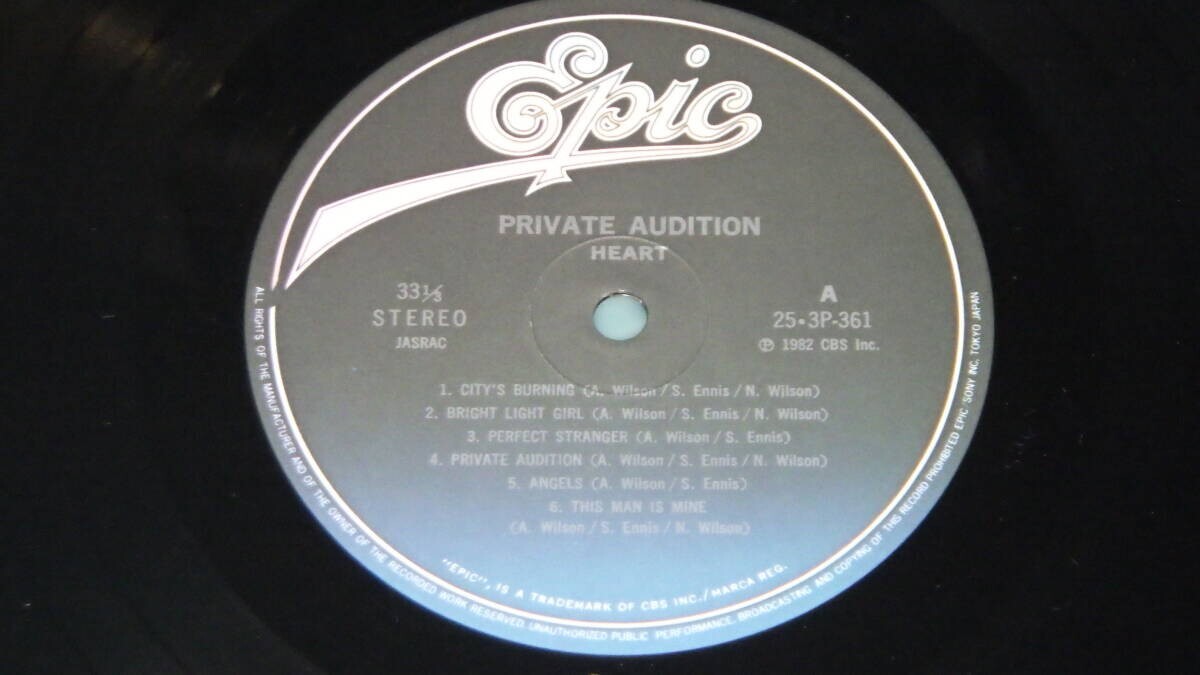 Epic
PRIVATE AUDITION
HEART
33⅓
STEREO
JASRAC
A
25・3P-361
Ⓟ 1982 CBS Inc.
1. CITY'S BURNING (A. Wilson/S. Ennis/N. Wilson)
2. BRIGHT LIGHT GIRL (A. Wilson/S. Ennis/N. Wilson)
3. PERFECT STRANGER (A. Wilson/S. Ennis)
4. PRIVATE AUDITION (A. Wilson/S. Ennis/N. Wilson)
5. ANGELS (A. Wilson/S. Ennis)
6. THIS MAN IS MINE
(A. Wilson/S. Ennis/N. Wilson)
"EPIC", IS A TRADEMARK OF CBS INC./MARCA REG.
ALL RIGHTS OF THE MANUFACTURER AND OF THE OWNER OF THE RECORDED WORK RESERVED. UNAUTHORIZED PUBLIC PERFORMANCE, BROADCASTING AND COPYING OF THIS RECORD PROHIBITED EPIC/SONY INC. TOKYO JAPAN